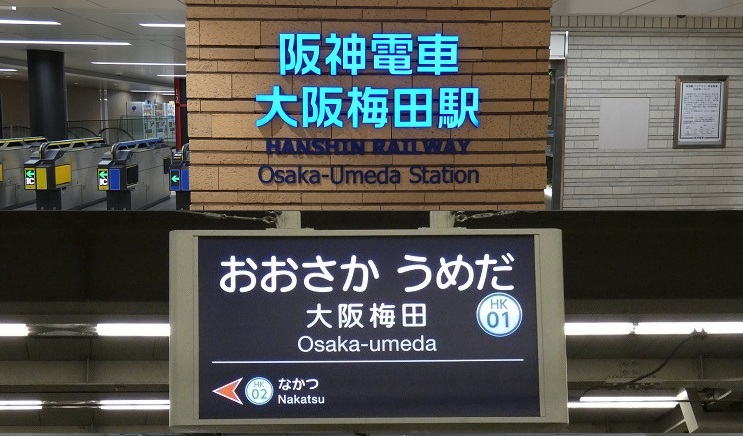 阪神電車
大阪梅田駅
HANSHIN RAILWAY
Osaka-Umeda Station
おおさか うめだ
大阪梅田
HK
01
Osaka-umeda
HK
02
なかつ
Nakatsu